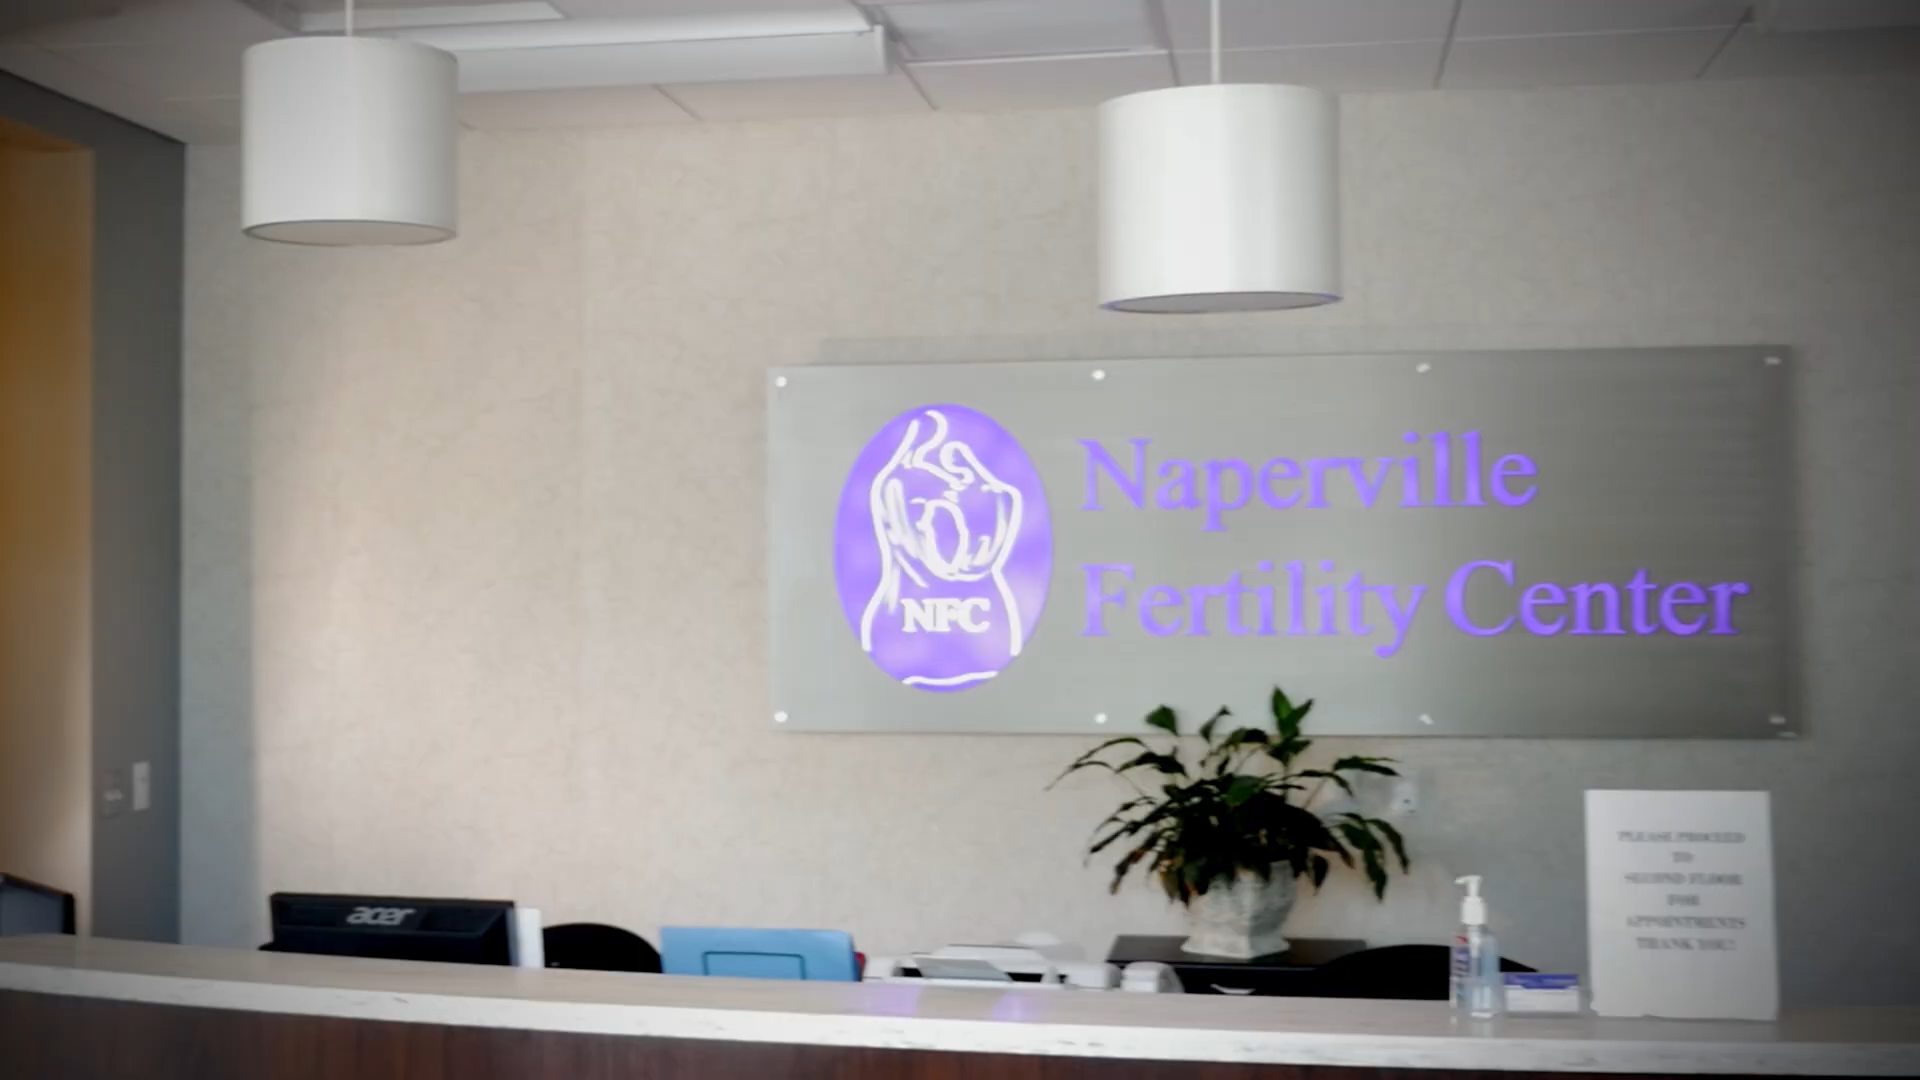 Naperville
Fertility Center
NFC
acer
PLEASE PROCEED
TO
SECOND FLOOR
FOR
APPOINTMENTS
THANK YOU!